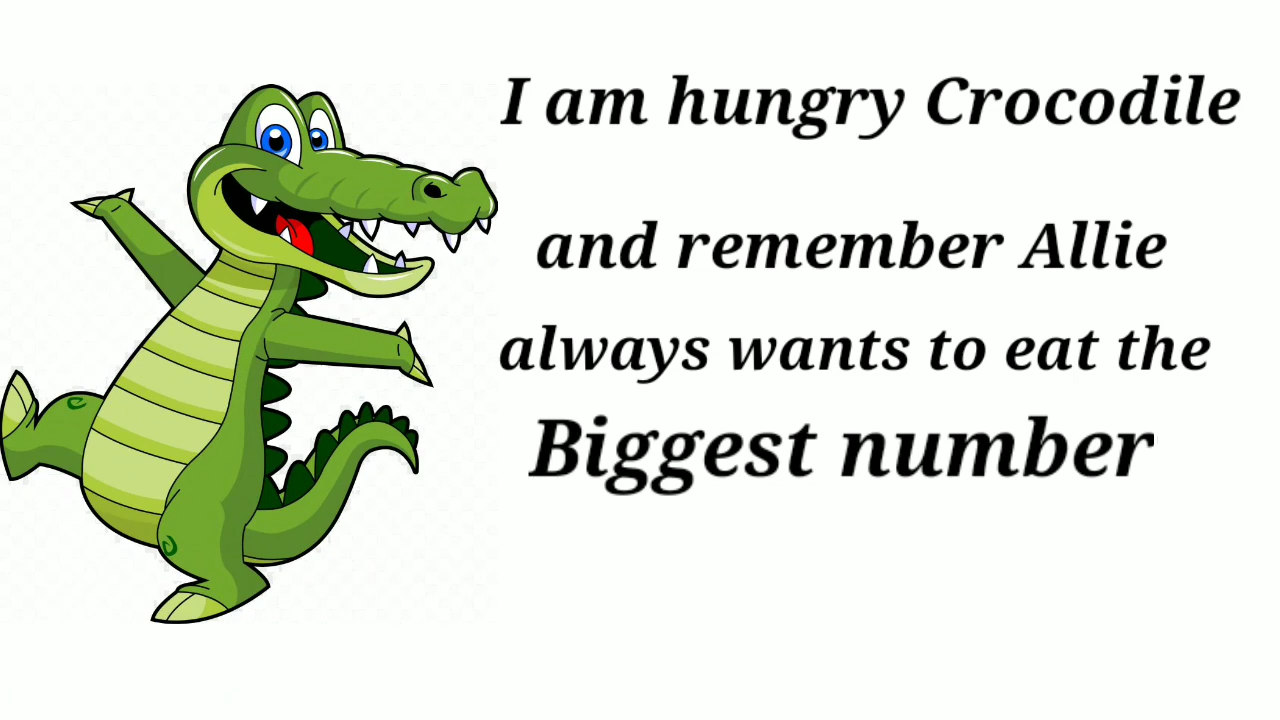 I am hungry Crocodile
and remember Allie
always wants to eat the
Biggest number